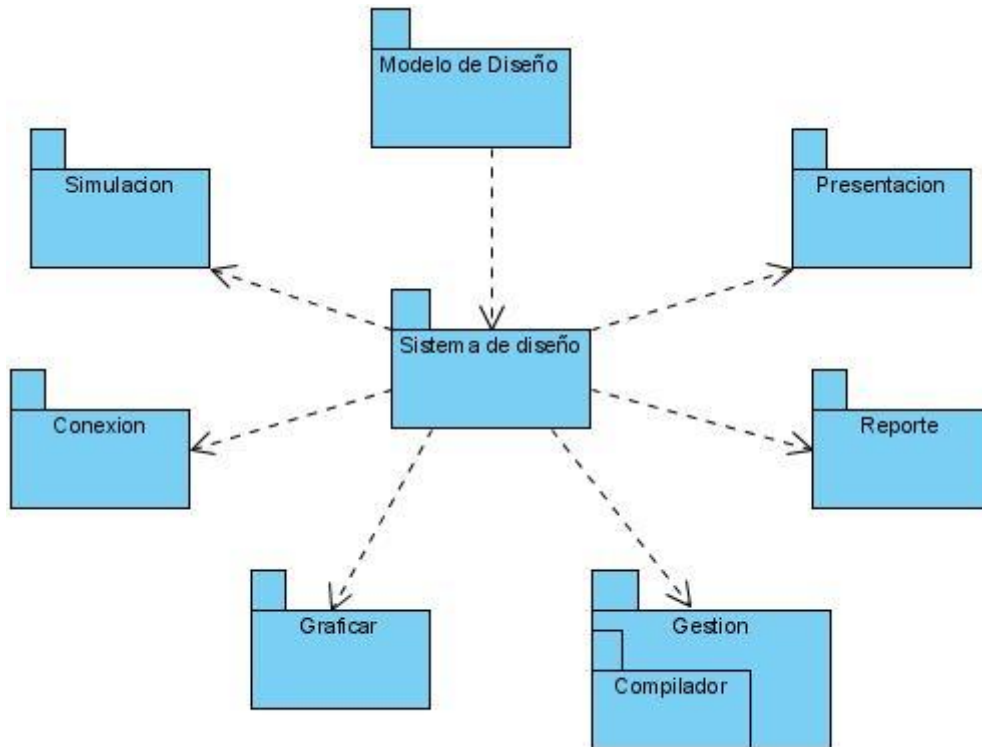 Modelo de Diseño
Simulacion
Presentacion
Sistema de diseño
Conexion
Reporte
Graficar
Gestion
Compilador